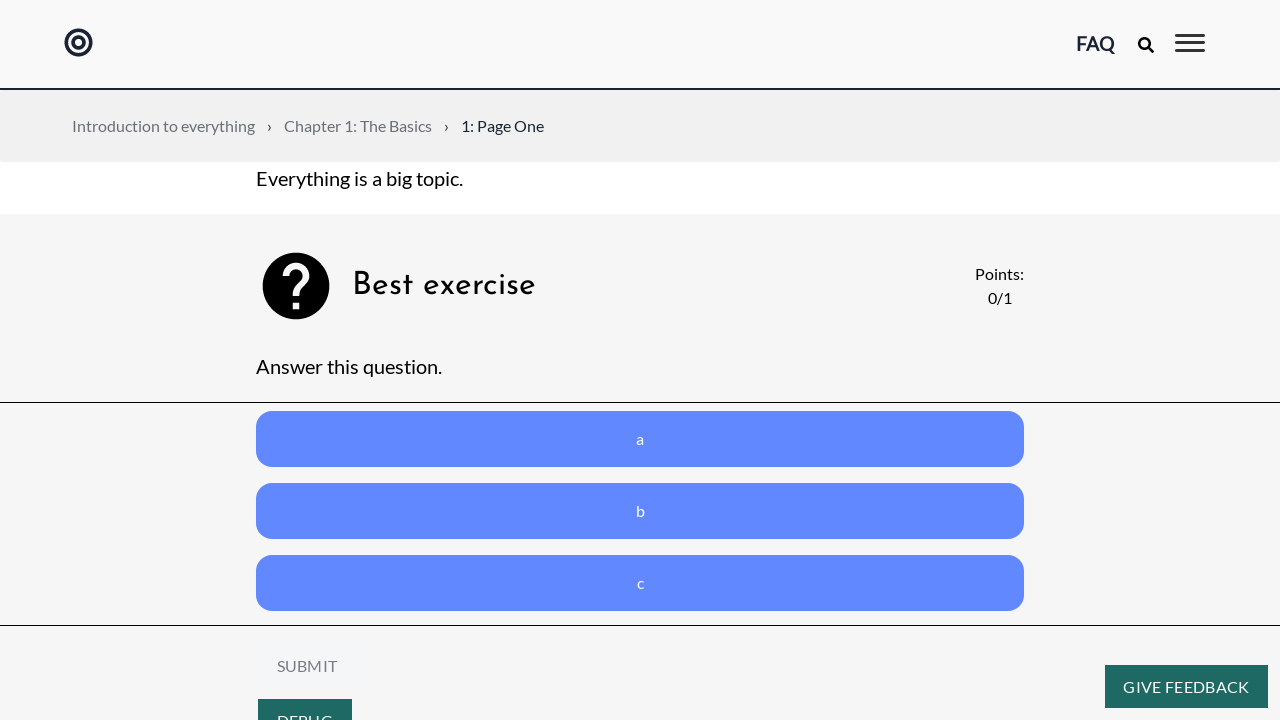 FAQ
Introduction to everything › Chapter 1: The Basics › 1: Page One
Everything is a big topic.
Best exercise
Points:
0/1
Answer this question.
a
b
c
SUBMIT
GIVE FEEDBACK
DEBUG